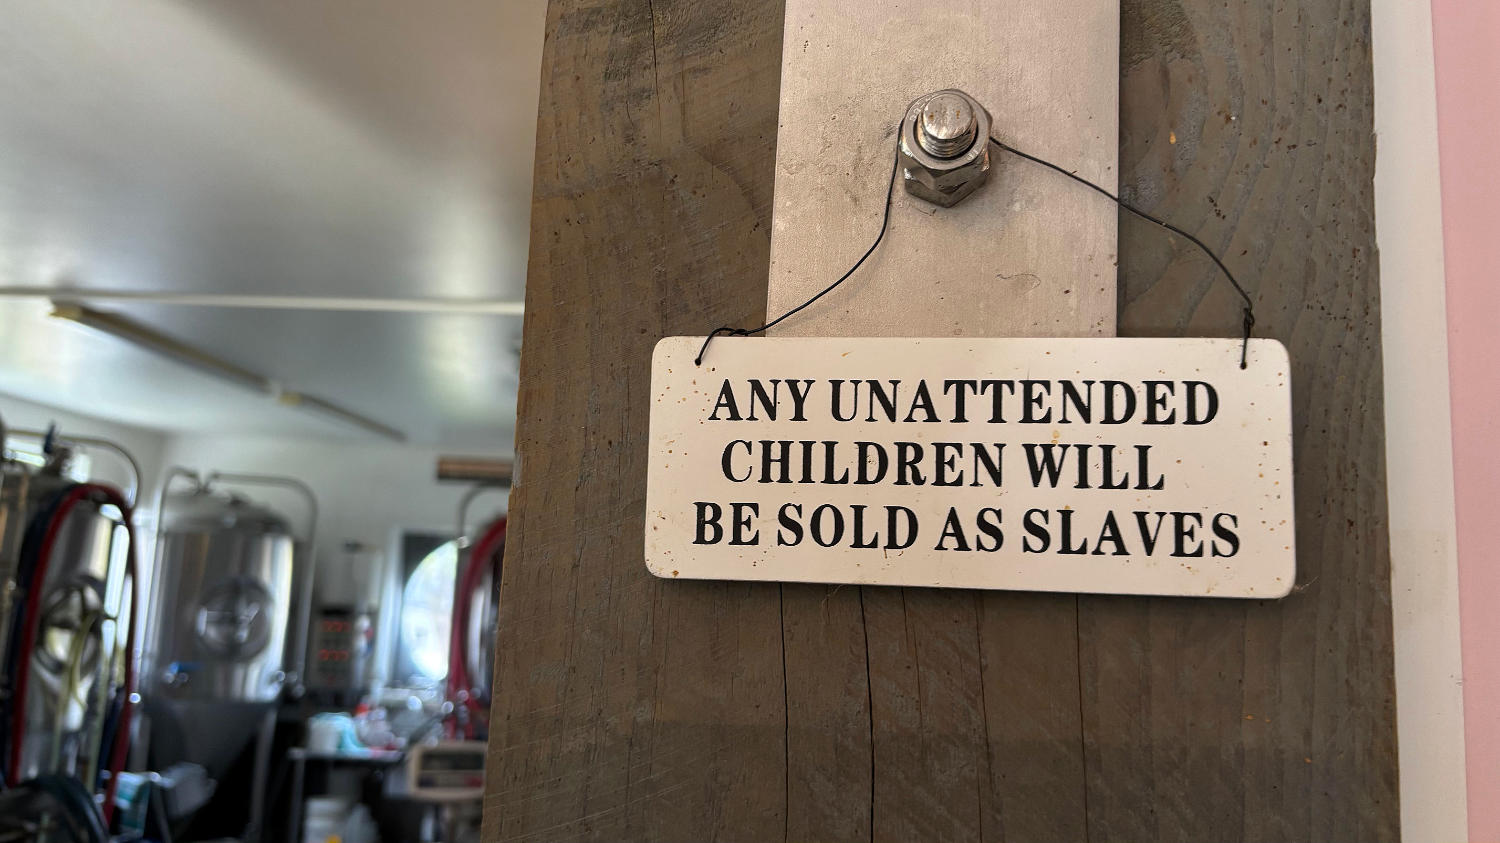 ANY UNATTENDED
CHILDREN WILL
BE SOLD AS SLAVES